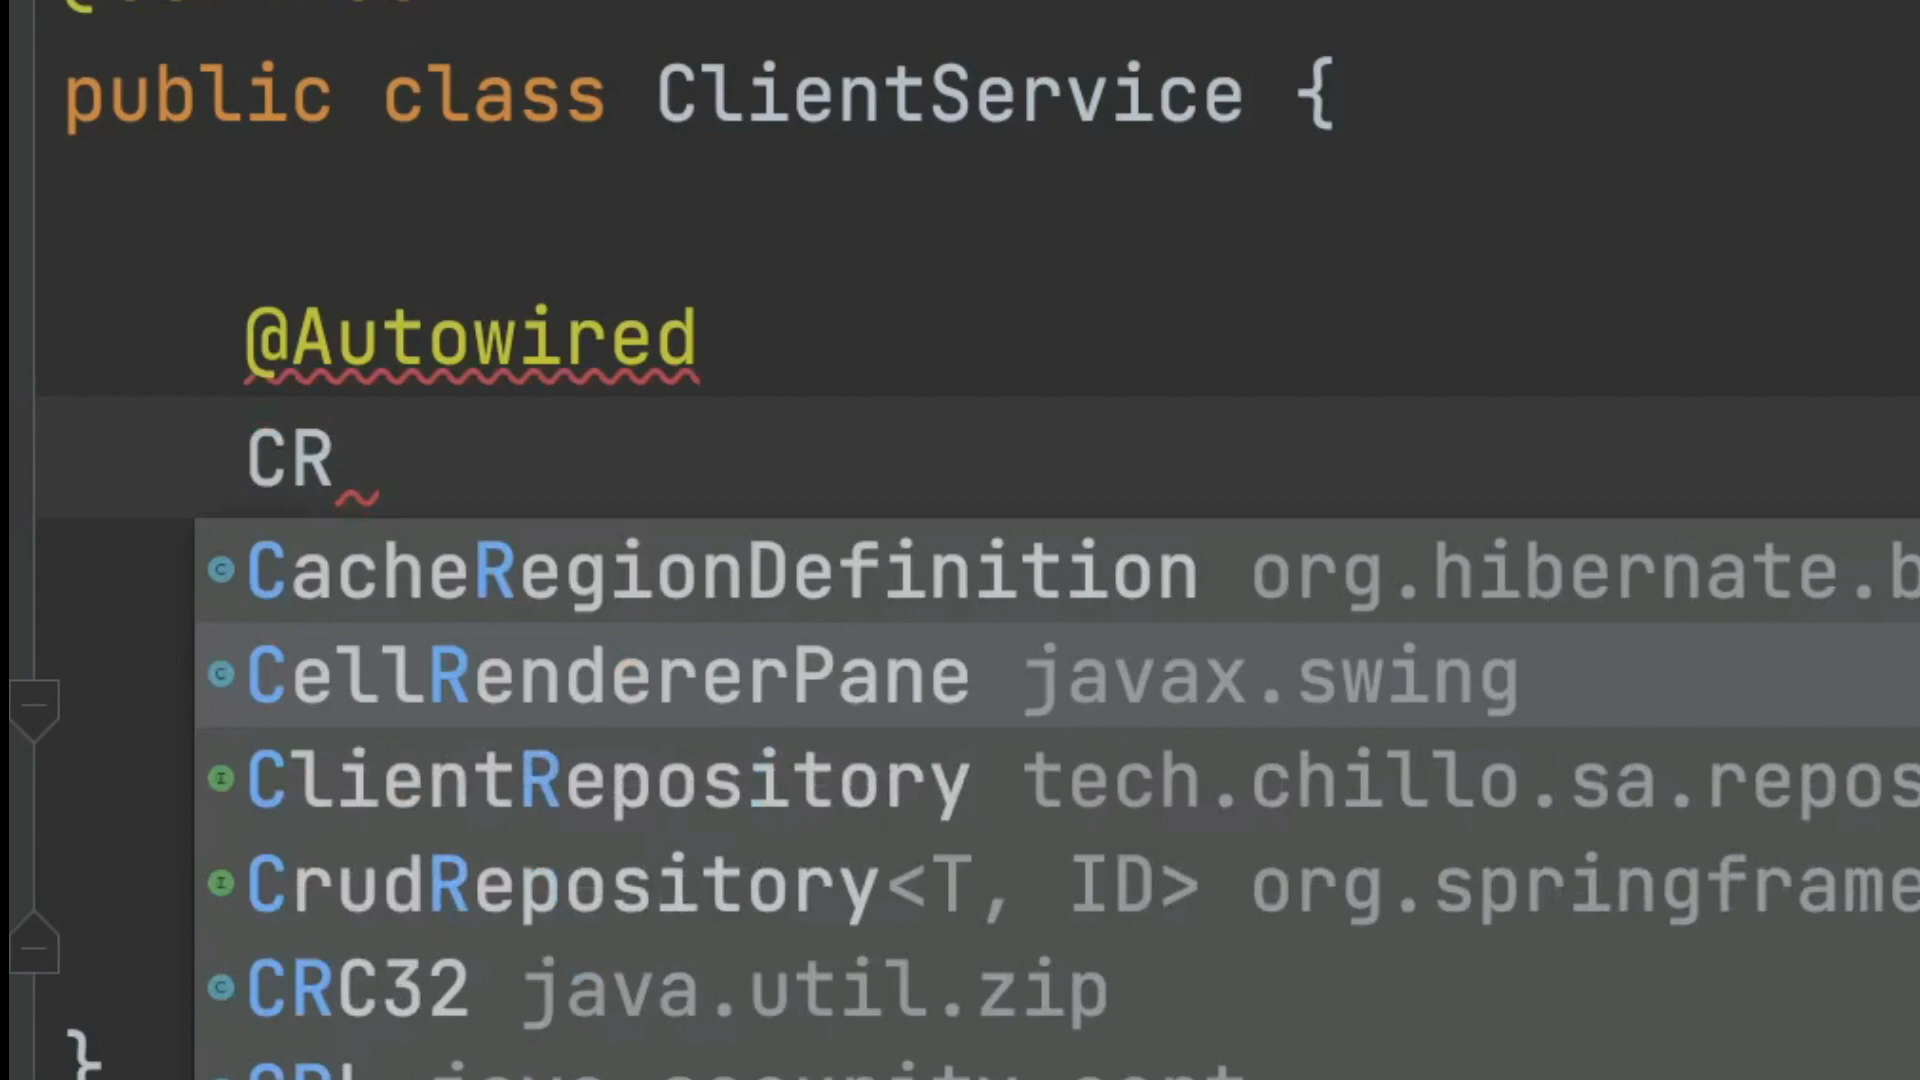 public class ClientService {
@Autowired
CR
CacheRegionDefinition org.hibernate.b
CellRendererPane javax.swing
ClientRepository tech.chillo.sa.repos
CrudRepository<T, ID> org.springframe
CRC32 java.util.zip
}